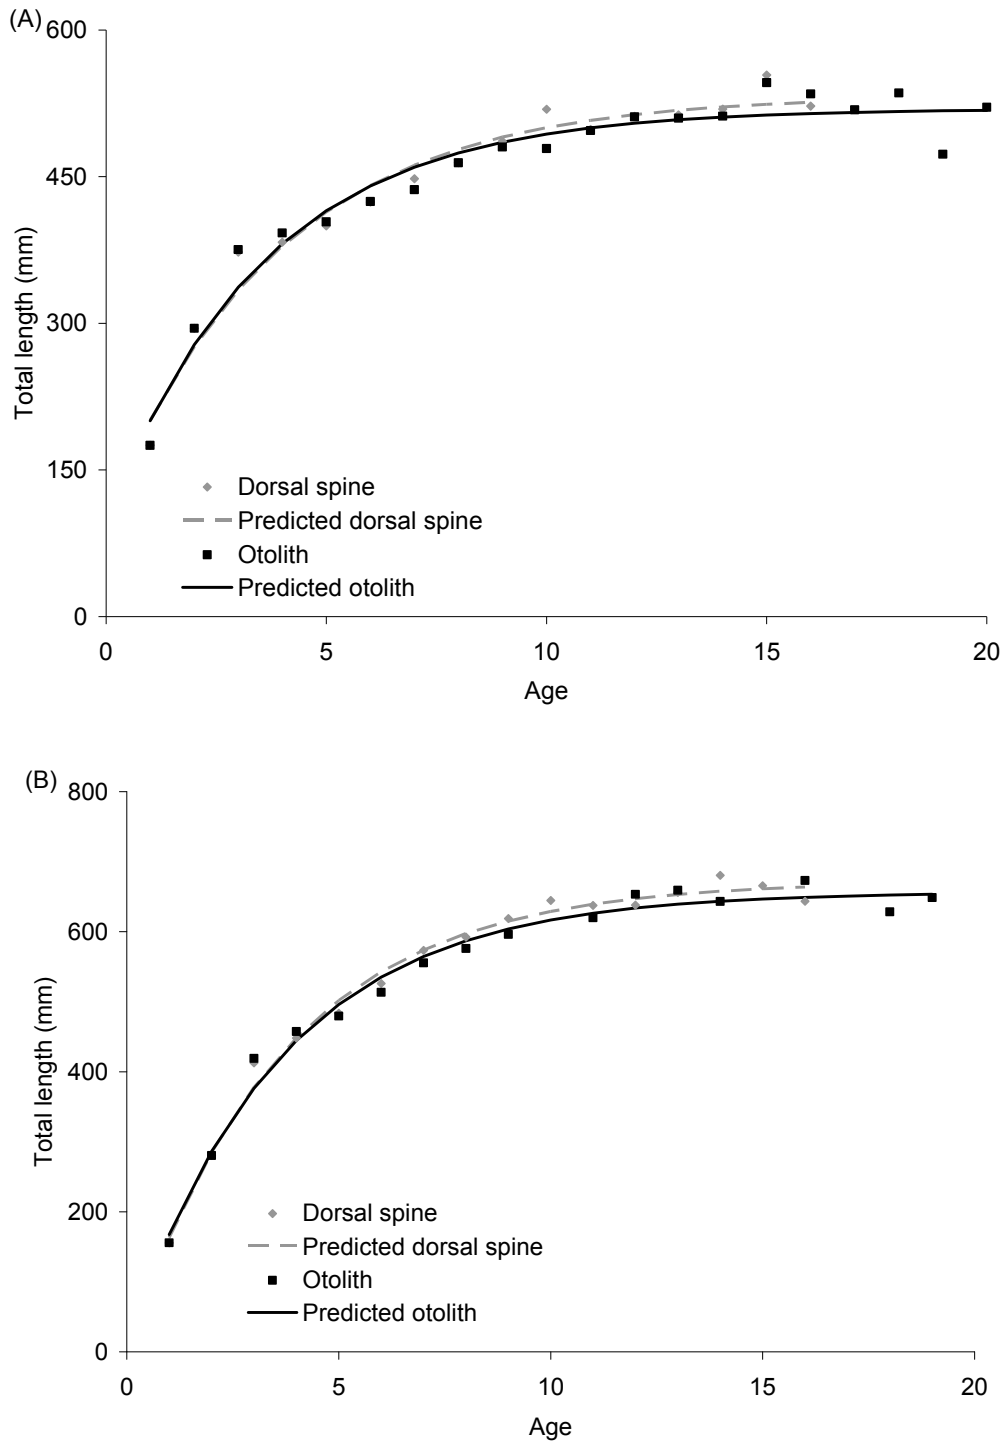 (A)
600
450
300
150
0
Total length (mm)
Dorsal spine
Predicted dorsal spine
Otolith
Predicted otolith
0 5 10 15 20
Age
(B)
800
600
400
200
0
Total length (mm)
Dorsal spine
Predicted dorsal spine
Otolith
Predicted otolith
0 5 10 15 20
Age